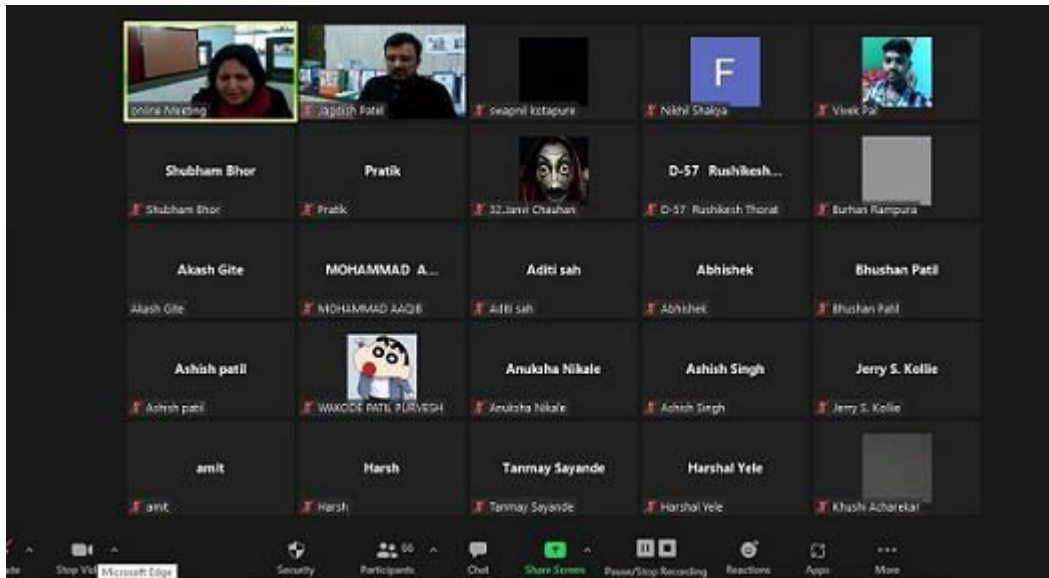 online Meeting
Jagdish Patel
swapnil kotapure
F
Nikhil Shakya
Vivek Pal
Shubham Bhor
Shubham Bhor
Pratik
Pratik
32.Janvi Chauhan
D-57 Rushikesh...
D-57 Rushikesh Thorat
Burhan Rampura
Akash Gite
Akash Gite
MOHAMMAD A...
MOHAMMAD AAQIB
Aditi sah
Aditi sah
Abhishek
Abhishek
Bhushan Patil
Bhushan Patil
Ashish patil
Ashish patil
WAKODE PATIL PURVESH
Anuksha Nikale
Anuksha Nikale
Ashish Singh
Ashish Singh
Jerry S. Kollie
Jerry S. Kollie
amit
amit
Harsh
Harsh
Tanmay Sayande
Tanmay Sayande
Harshal Yele
Harshal Yele
Khushi Acharekar
66
Stop
Microsoft Edge
Security
Participants
Chat
Share Screen
Pause/Stop Recording
Reactions
Apps
More